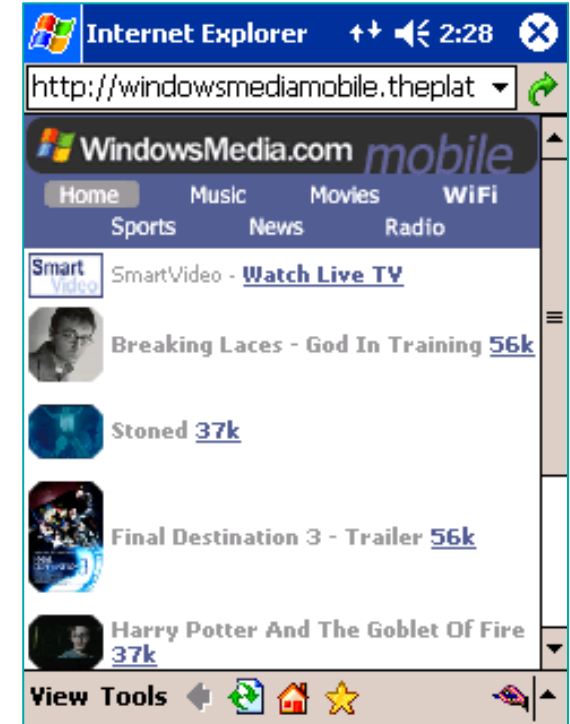 Internet Explorer 2:28
http://windowsmediamobile.theplat
WindowsMedia.com mobile
Home Music Movies WiFi
Sports News Radio
Smart
Video
SmartVideo - Watch Live TV
Breaking Laces - God In Training 56k
Stoned 37k
Final Destination 3 - Trailer 56k
Harry Potter And The Goblet Of Fire
37k
View Tools